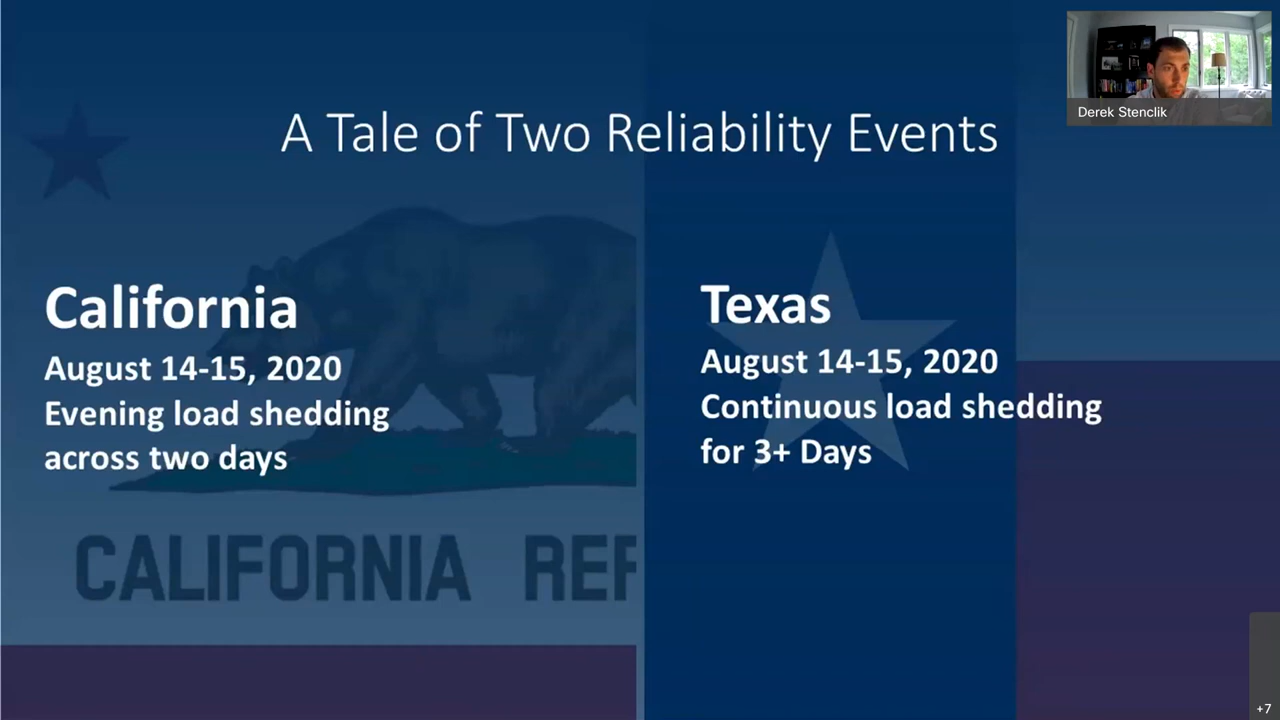 A Tale of Two Reliability Events
Derek Stenclik
California
August 14-15, 2020
Evening load shedding
across two days
CALIFORNIA REF
Texas
August 14-15, 2020
Continuous load shedding
for 3+ Days
+7